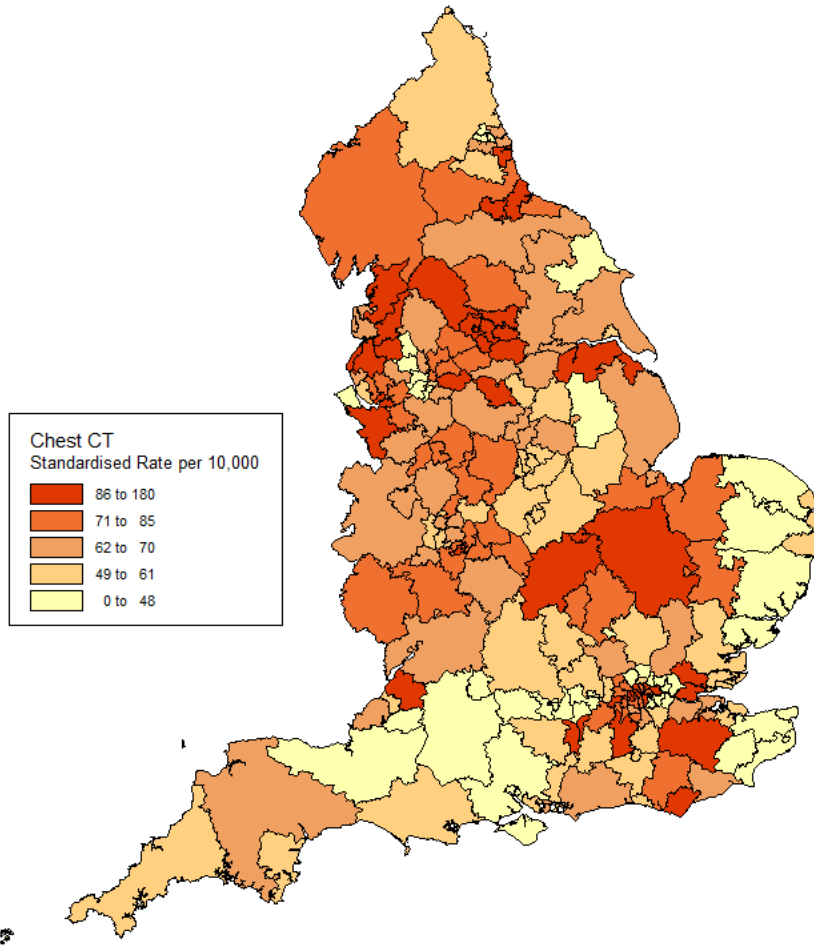 Chest CT
Standardised Rate per 10,000
86 to 180
71 to 85
62 to 70
49 to 61
0 to 48